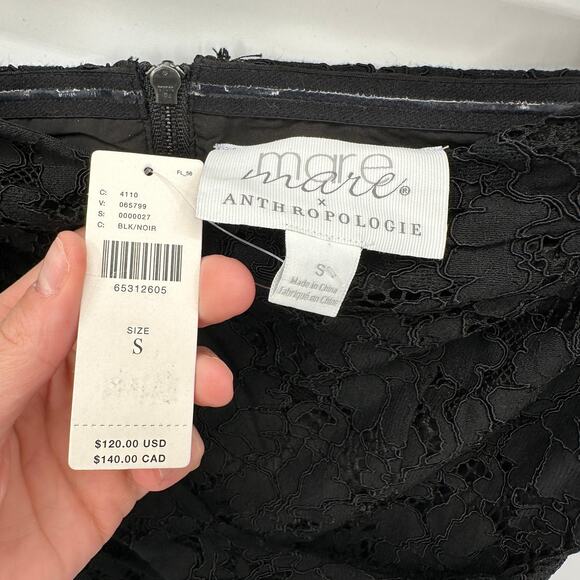 FL_56
C: 4110
V: 065799
S: 0000027
C: BLK/NOIR
65312605
SIZE
S
$120.00 USD
$140.00 CAD
mare
mare®
×
ANTHROPOLOGIE
S
Made in China
Fabriqué en Chine